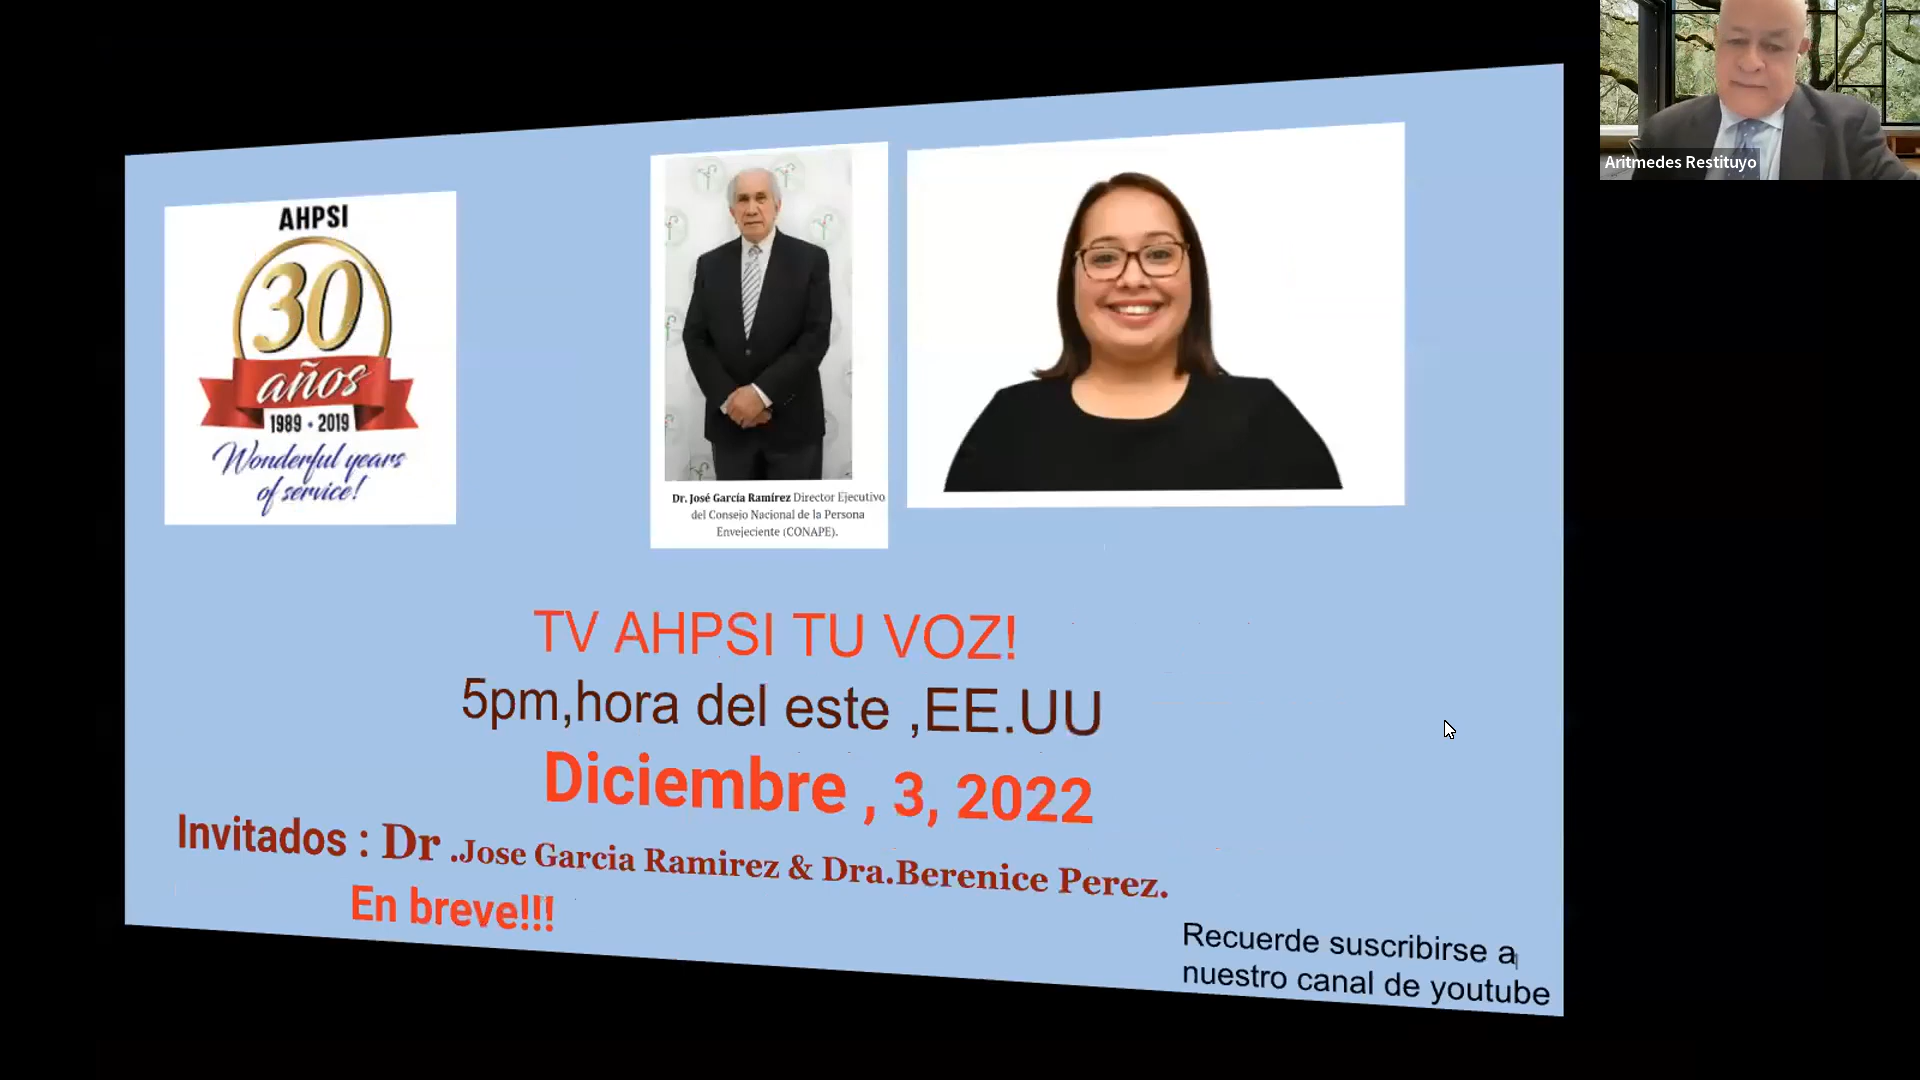 Aritmedes Restituyo
AHPSI
30
años
1989 • 2019
Wonderful years
of service!
Dr. José García Ramírez Director Ejecutivo
del Consejo Nacional de la Persona
Envejeciente (CONAPE).
TV AHPSI TU VOZ!
5pm,hora del este ,EE.UU
Diciembre , 3, 2022
Invitados : Dr .Jose Garcia Ramirez & Dra.Berenice Perez.
En breve!!!
Recuerde suscribirse a
nuestro canal de youtube